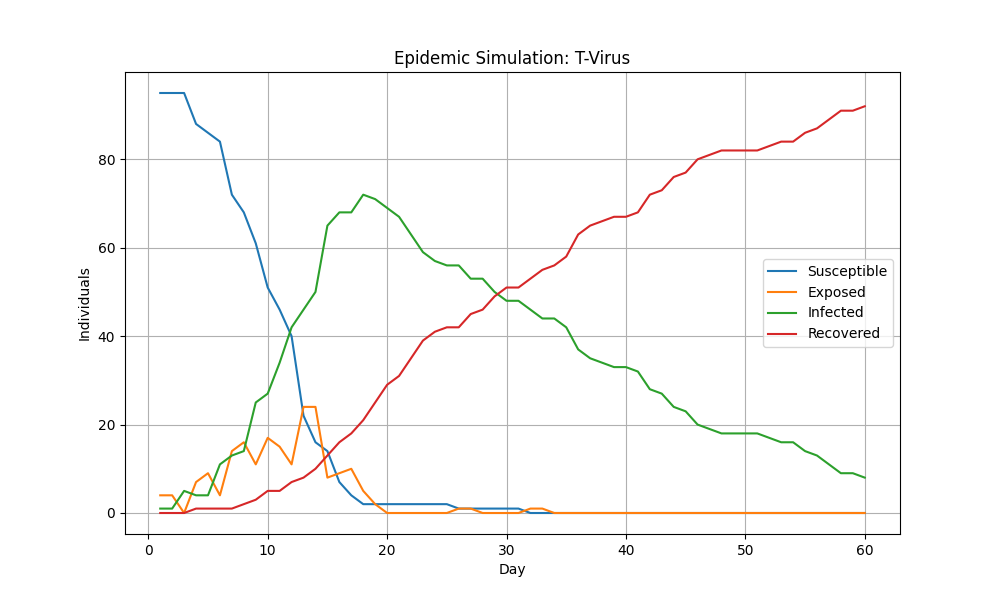 Epidemic Simulation: T-Virus
Individuals
80
60
40
20
0
0 10 20 30 40 50 60
Day
Susceptible
Exposed
Infected
Recovered